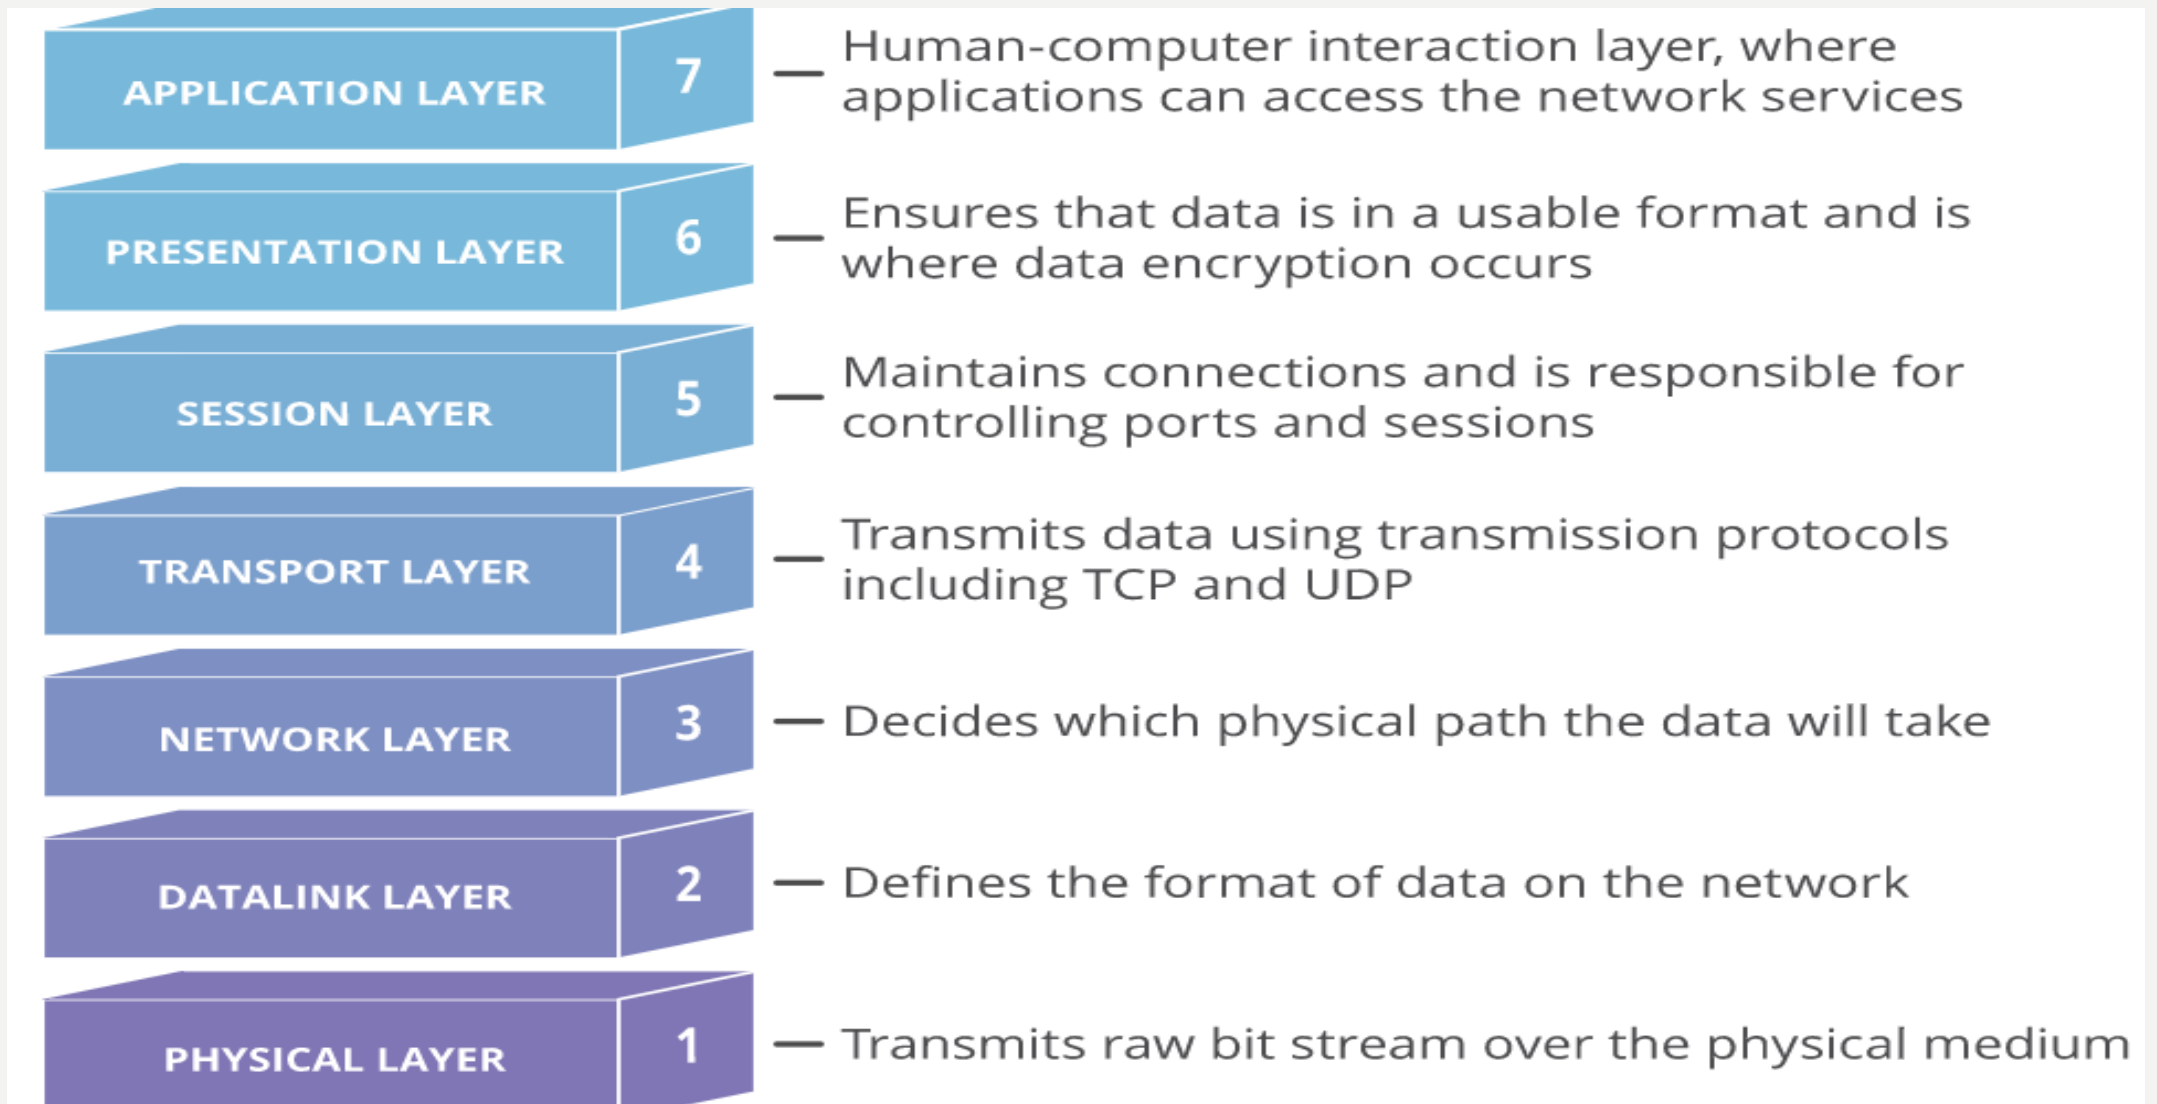 APPLICATION LAYER
7
Human-computer interaction layer, where
applications can access the network services
PRESENTATION LAYER
6
Ensures that data is in a usable format and is
where data encryption occurs
SESSION LAYER
5
Maintains connections and is responsible for
controlling ports and sessions
TRANSPORT LAYER
4
Transmits data using transmission protocols
including TCP and UDP
NETWORK LAYER
3
Decides which physical path the data will take
DATALINK LAYER
2
Defines the format of data on the network
PHYSICAL LAYER
1
Transmits raw bit stream over the physical medium